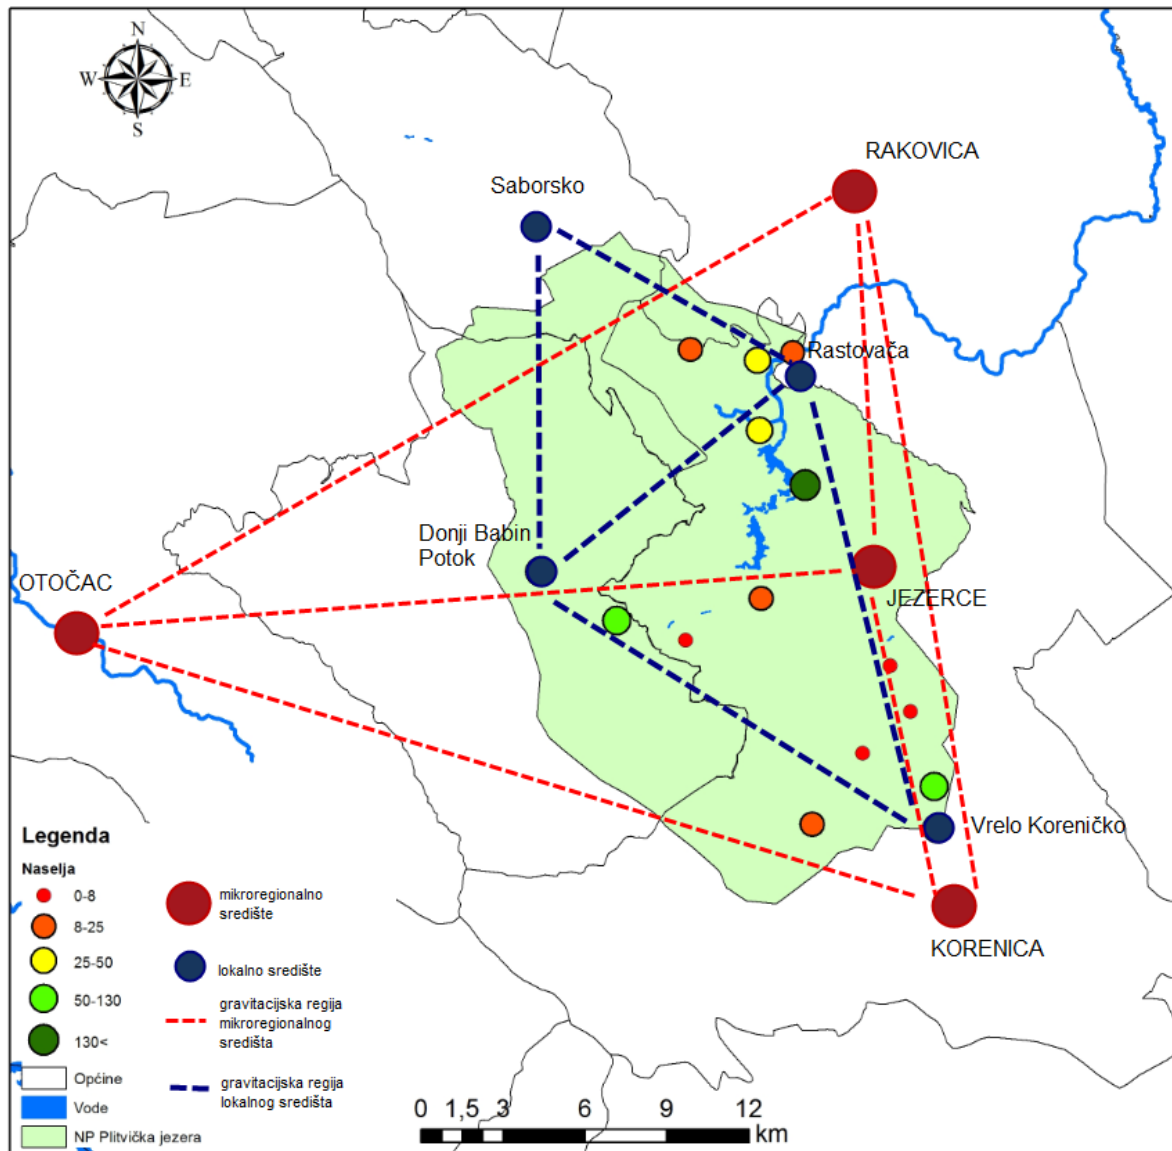 N
W E
S
RAKOVICA
Saborsko
Rastovača
Donji Babin
Potok
OTOČAC
JEZERCE
Vrelo Koreničko
KORENICA
Legenda
Naselja
0-8
8-25
25-50
50-130
130<
Općine
Vode
NP Plitvička jezera
mikroregionalno
središte
lokalno središte
gravitacijska regija
mikroregionalnog
središta
gravitacijska regija
lokalnog središta
0 1,5 3 6 9 12
km